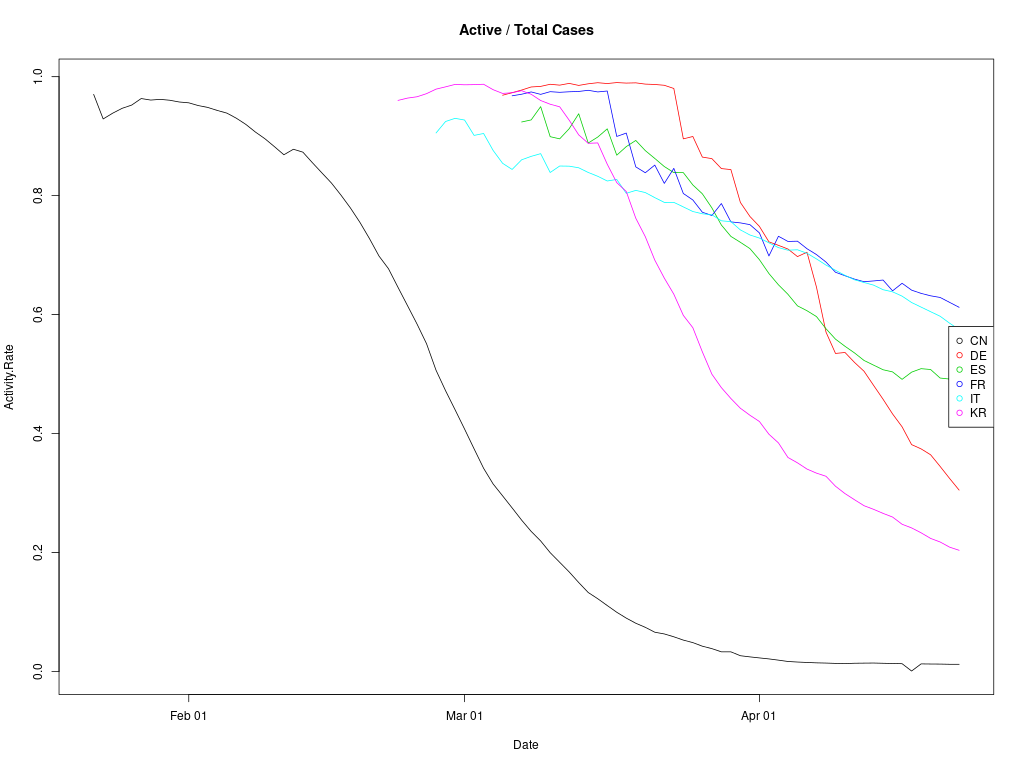 Active / Total Cases
1.0
0.8
0.6
0.4
0.2
0.0
Activity.Rate
CN
DE
ES
FR
IT
KR
Feb 01
Mar 01
Apr 01
Date